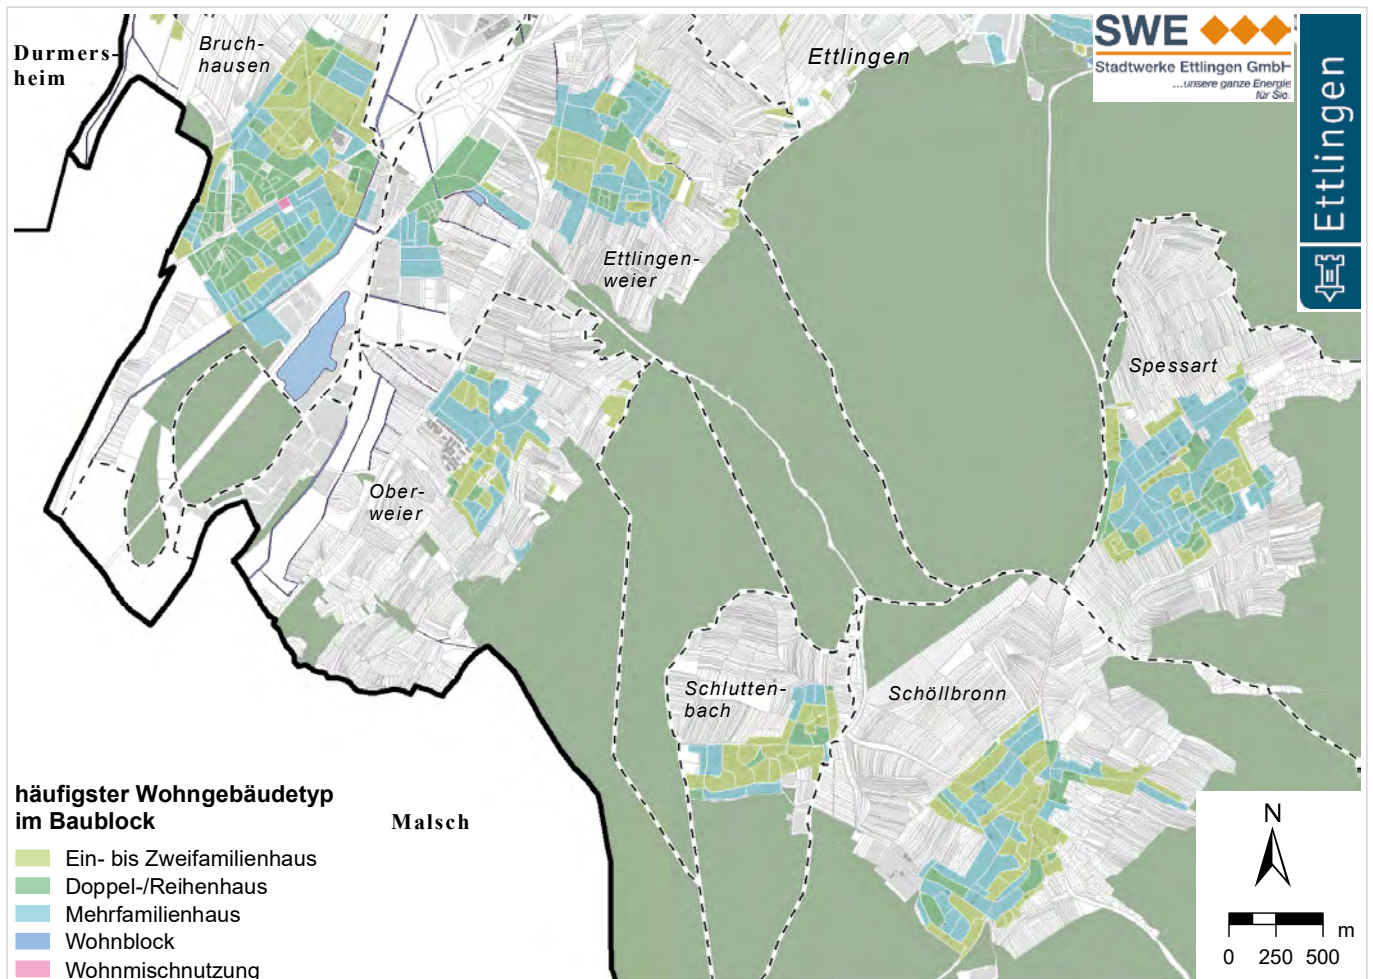 Durmers-
heim
Bruch-
hausen
Ettlingen
SWE
Stadtwerke Ettlingen GmbH
...unsere ganze Energie
für Sie.
Ettlingen
Ettlingen-
weier
Spessart
Ober-
weier
Schlutten-
bach
Schöllbronn
häufigster Wohngebäudetyp
im Baublock
Malsch
Ein- bis Zweifamilienhaus
Doppel-/Reihenhaus
Mehrfamilienhaus
Wohnblock
Wohnmischnutzung
N
m
0 250 500